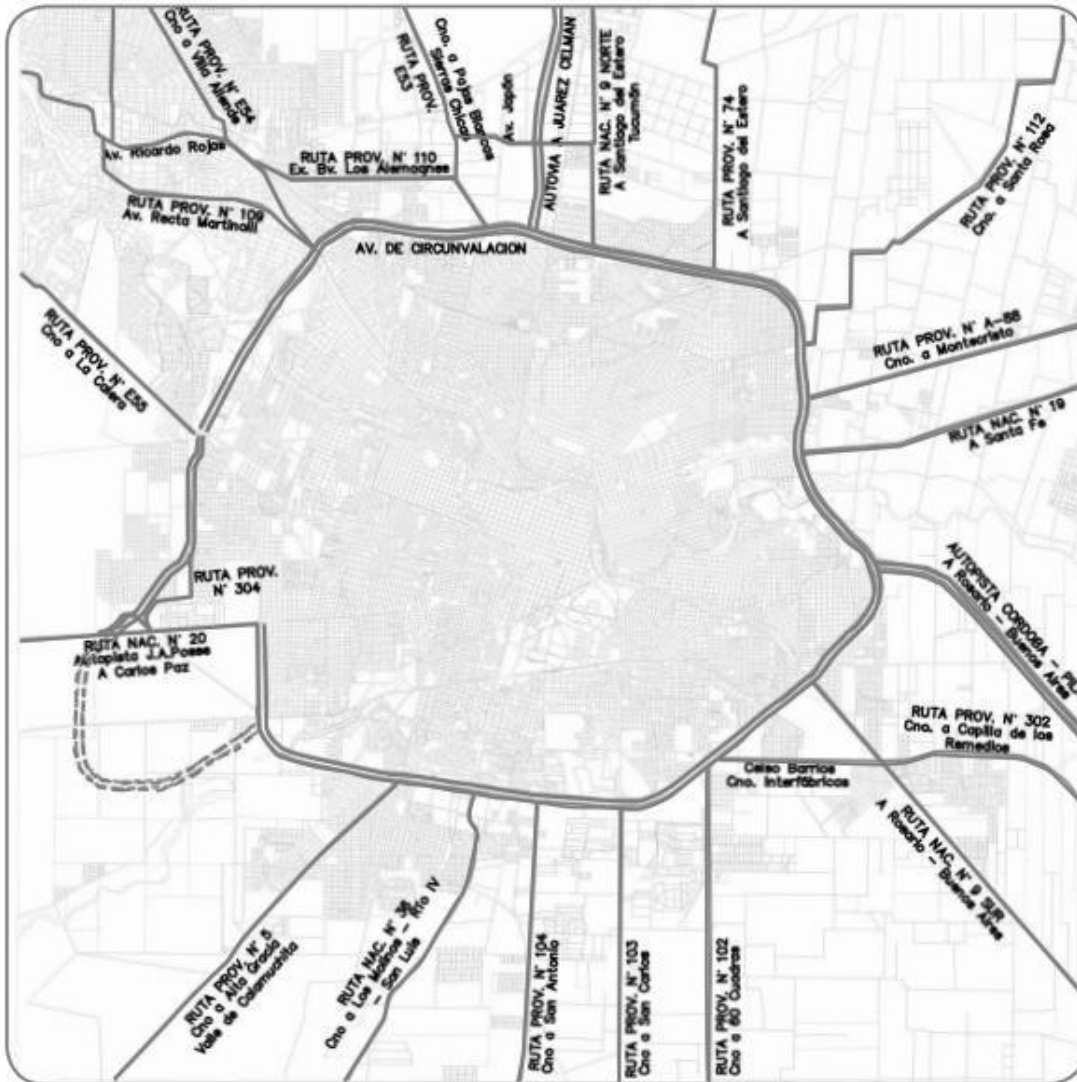 RUTA PROV. N° E54
Cno a Villa Allende
RUTA PROV.
E53
Cno. a Pajas Blancas
Sierras Chicas
Av. Japón
AUTOVIA A JUAREZ CELMAN
RUTA NAC. N° 9 NORTE
A Santiago del Estero
Tucumán
RUTA PROV. N° 74
A Santiago del Estero
RUTA PROV. N° 112
Cno. a Santa Rosa
Av. Ricardo Rojas
RUTA PROV. N° 110
Ex. Bv. Los Alemagnes
RUTA PROV. N° 109
Av. Recta Martinolli
AV. DE CIRCUNVALACION
RUTA PROV. N° E55
Cno a La Calera
RUTA PROV. N° A-88
Cno. a Montecristo
RUTA NAC. N° 19
A Santa Fe
AUTOPISTA CORDOBA - PIL
A Rosario - Buenos Aires
RUTA PROV.
N° 304
RUTA NAC. N° 20
Autopista J.A.Posse
A Carlos Paz
RUTA PROV. N° 302
Cno. a Capilla de los
Remedios
Celso Barrios
Cno. Interfábricas
RUTA NAC. N° 9 SUR
A Rosario - Buenos Aires
RUTA PROV. N° 5
Cno a Alta Gracia
Valle de Calamuchita
RUTA NAC. N° 36
Cno a Los Molinos - Río IV
- San Luis
RUTA PROV. N° 104
Cno a San Antonio
RUTA PROV. N° 103
Cno a San Carlos
RUTA PROV. N° 102
Cno a 60 Cuadras